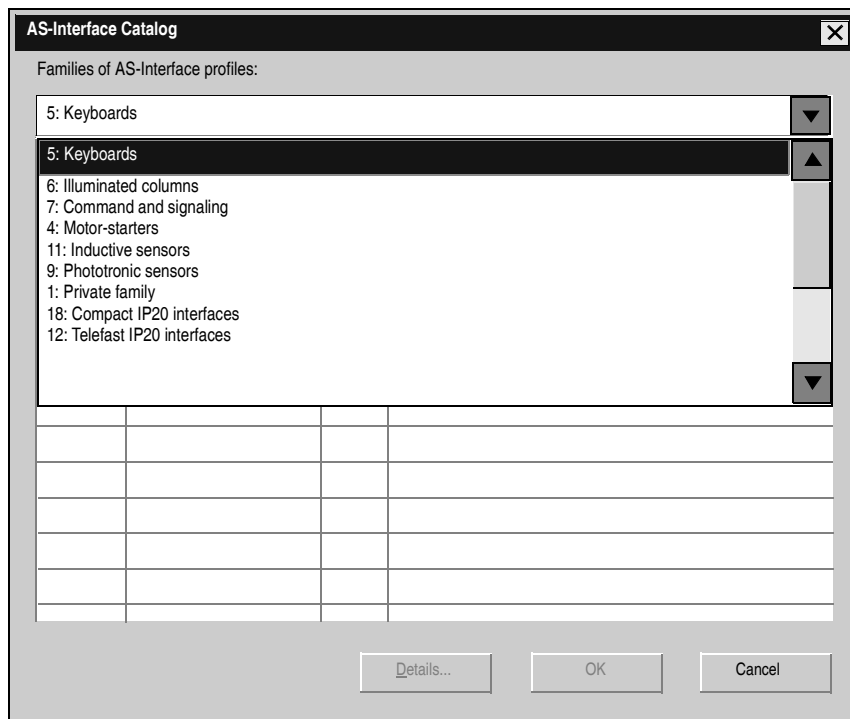 AS-Interface Catalog
Families of AS-Interface profiles:
5: Keyboards
5: Keyboards
6: Illuminated columns
7: Command and signaling
4: Motor-starters
11: Inductive sensors
9: Phototronic sensors
1: Private family
18: Compact IP20 interfaces
12: Telefast IP20 interfaces
Details... OK Cancel